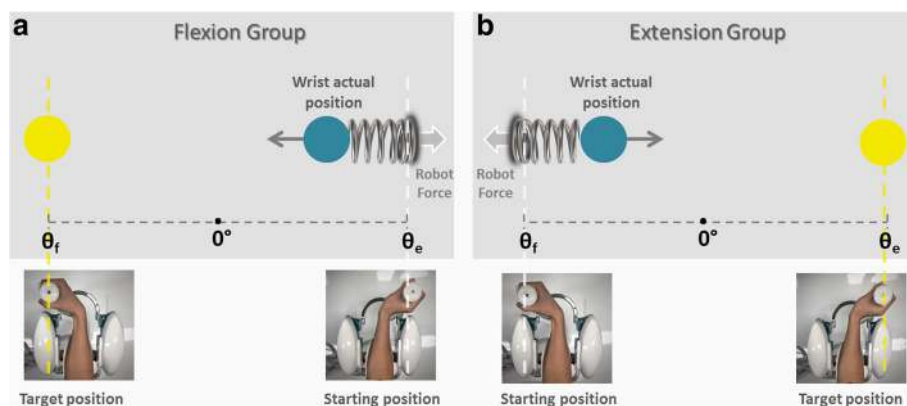 a
Flexion Group
Wrist actual
position
Robot
Force
θf
0°
θe
Target position
Starting position
b
Extension Group
Wrist actual
position
Robot
Force
θf
0°
θe
Starting position
Target position